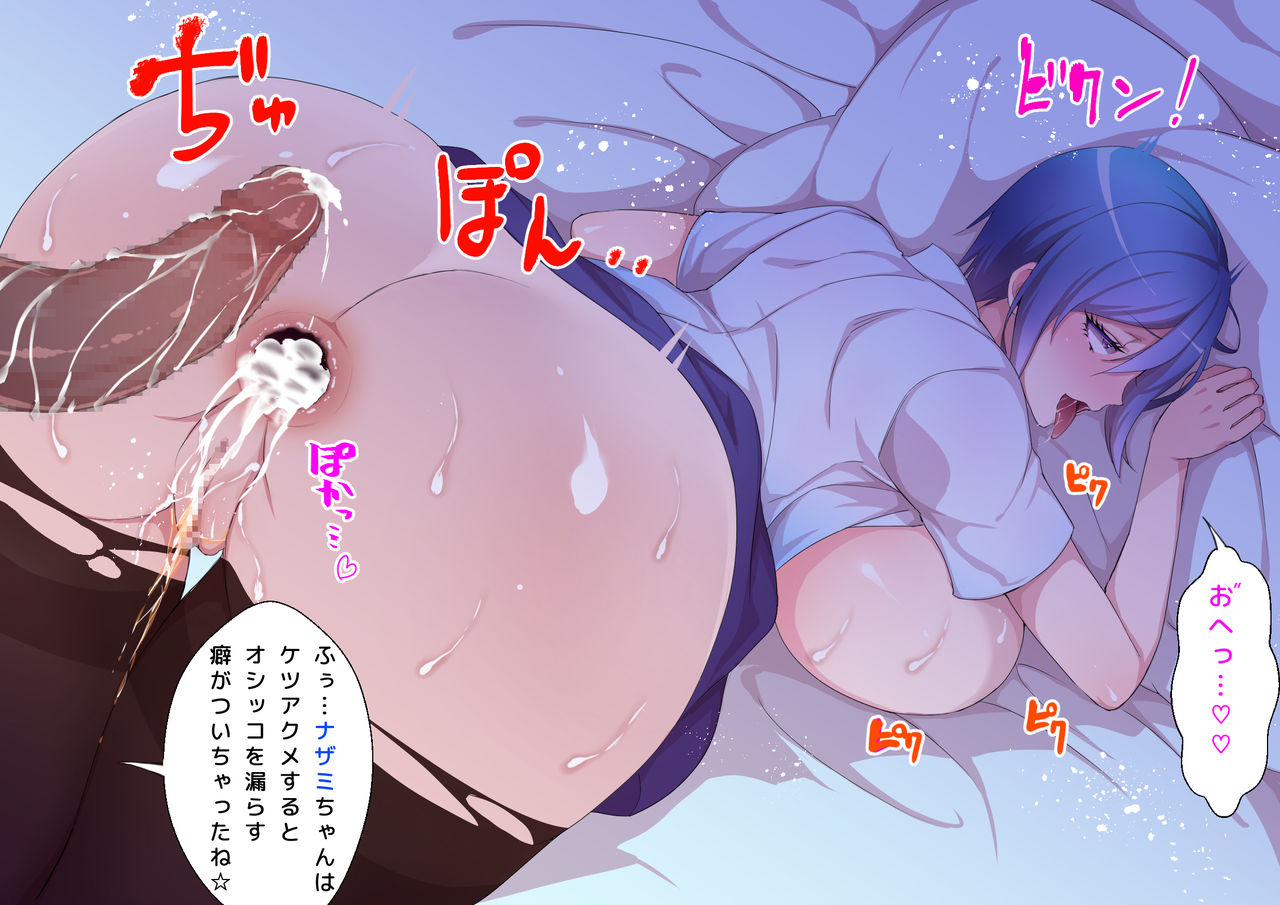 ぢゅ
ぽん..
ビクン!
ぽかっ…♡
ピク
ピク
ピク
お゛へっ…♡♡
ふぅ…ナザミちゃんは
ケツアクメすると
オシッコを漏らす
癖がついちゃったね☆